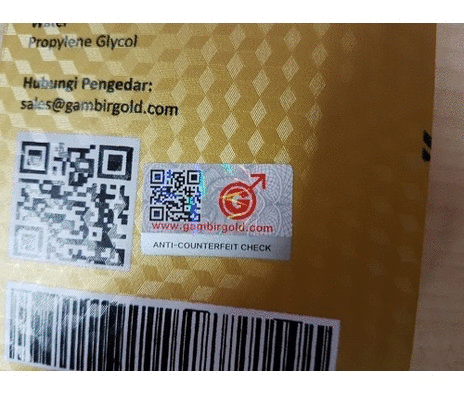 Water
Propylene Glycol
Hubungi Pengedar:
sales@gambirgold.com
G
www.gambirgold.com
ANTI-COUNTERFEIT CHECK